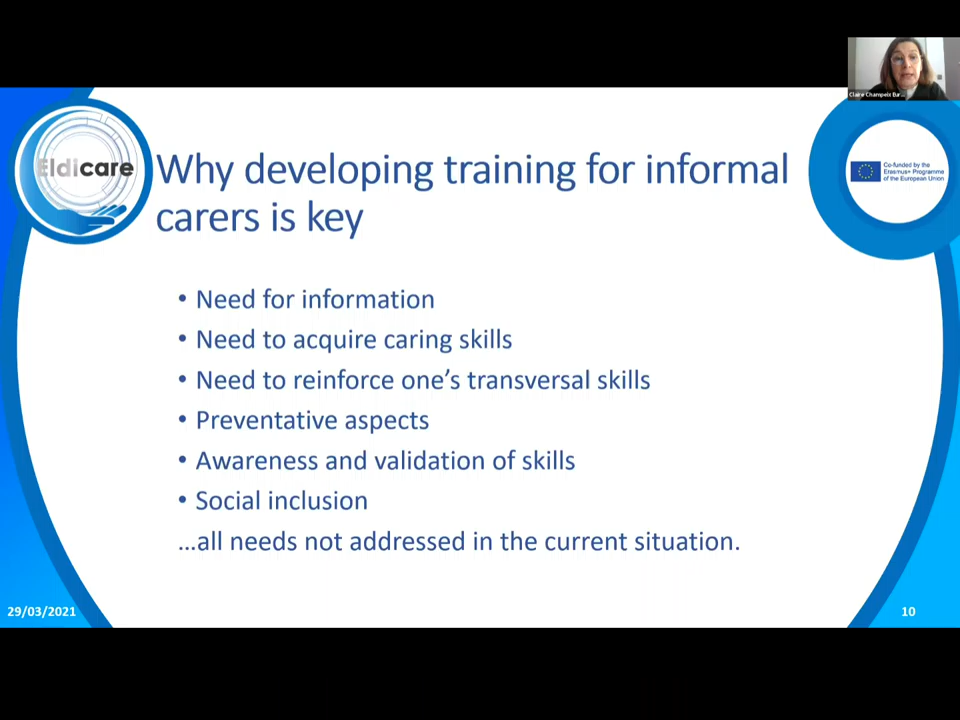 Claire Champeix
Eldicare
Why developing training for informal
carers is key
Co-funded by the
Erasmus+ Programme
of the European Union
• Need for information
• Need to acquire caring skills
• Need to reinforce one's transversal skills
• Preventative aspects
• Awareness and validation of skills
• Social inclusion
...all needs not addressed in the current situation.
29/03/2021
10